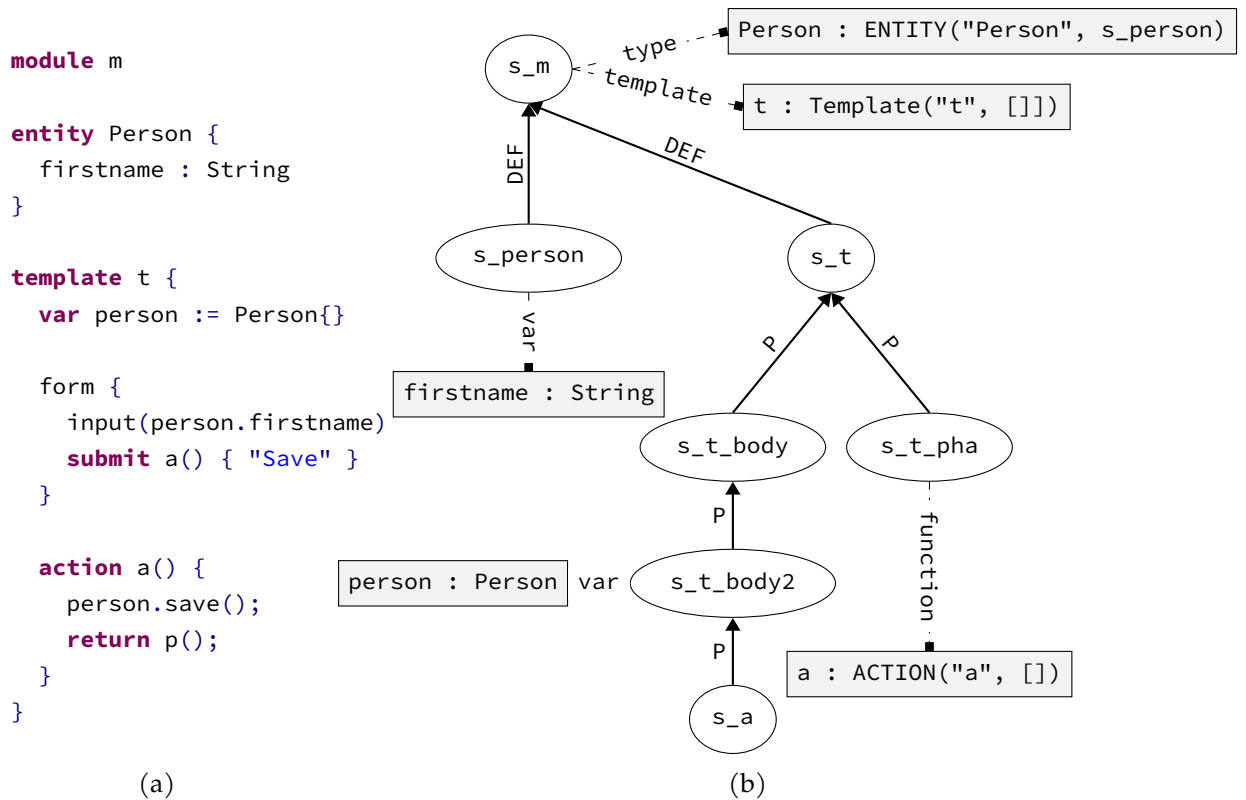 module m
entity Person {
firstname : String
}
template t {
var person := Person{}
form {
input(person.firstname)
submit a() { "Save" }
}
action a() {
person.save();
return p();
}
}
(a)
s_m
type
Person : ENTITY("Person", s_person)
template
t : Template("t", []])
DEF
DEF
s_person
s_t
var
firstname : String
P
P
s_t_body
s_t_pha
P
function
person : Person
var
s_t_body2
P
a : ACTION("a", [])
s_a
(b)